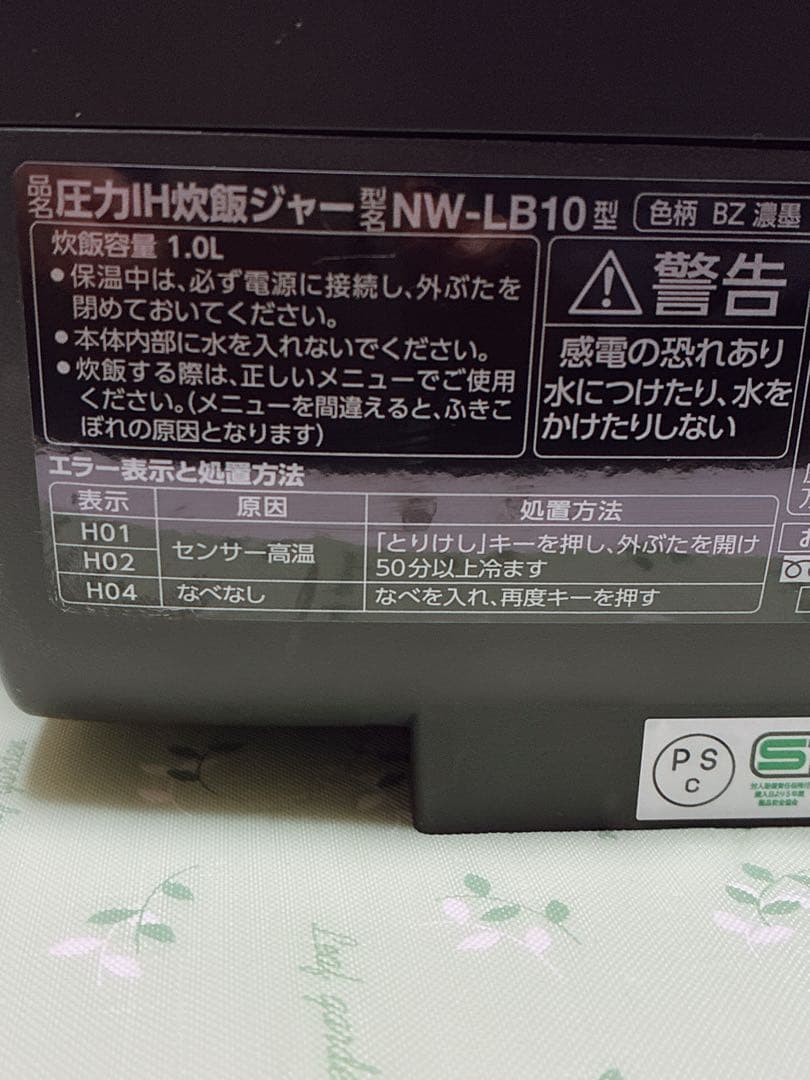 品名 圧力IH炊飯ジャー 型名 NW-LB10型 色柄 BZ 濃墨
炊飯容量 1.0L
●保温中は、必ず電源に接続し、外ぶたを
閉めておいてください。
●本体内部に水を入れないでください。
●炊飯する際は、正しいメニューでご使用
ください。(メニューを間違えると、ふきこ
ぼれの原因となります)
警告
感電の恐れあり
水につけたり、水を
かけたりしない
エラー表示と処置方法
表示 原因 処置方法
H01
H02
センサー高温
「とりけし」キーを押し、外ぶたを開け
50分以上冷ます
H04 なべなし なべを入れ、再度キーを押す
お
PS
C
S